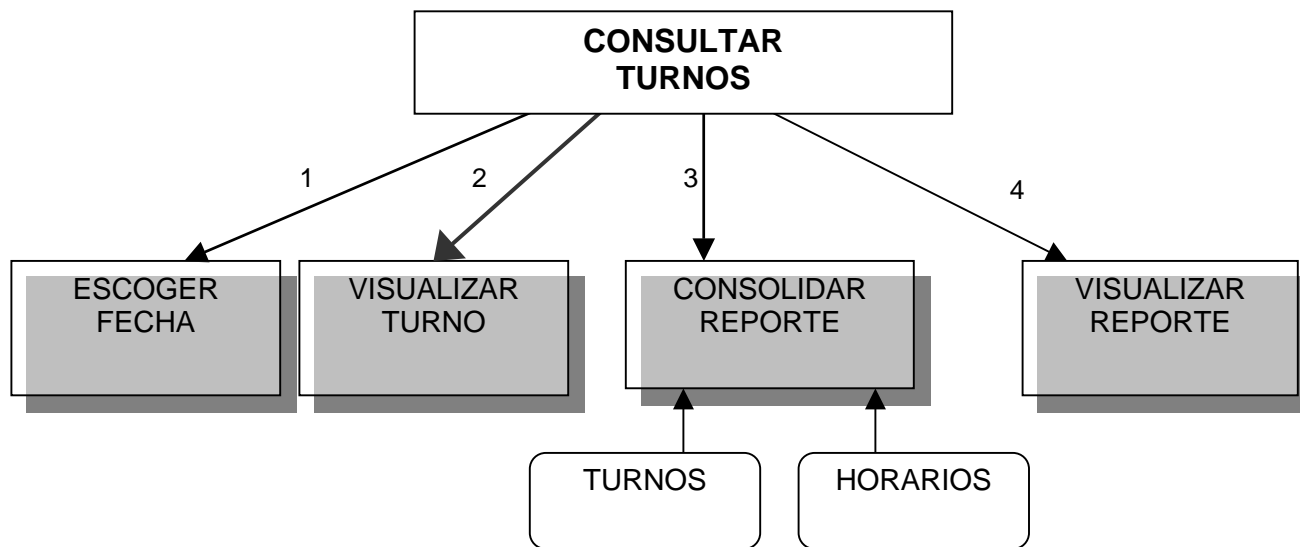 CONSULTAR
TURNOS
1
2
3
4
ESCOGER
FECHA
VISUALIZAR
TURNO
CONSOLIDAR
REPORTE
VISUALIZAR
REPORTE
TURNOS
HORARIOS